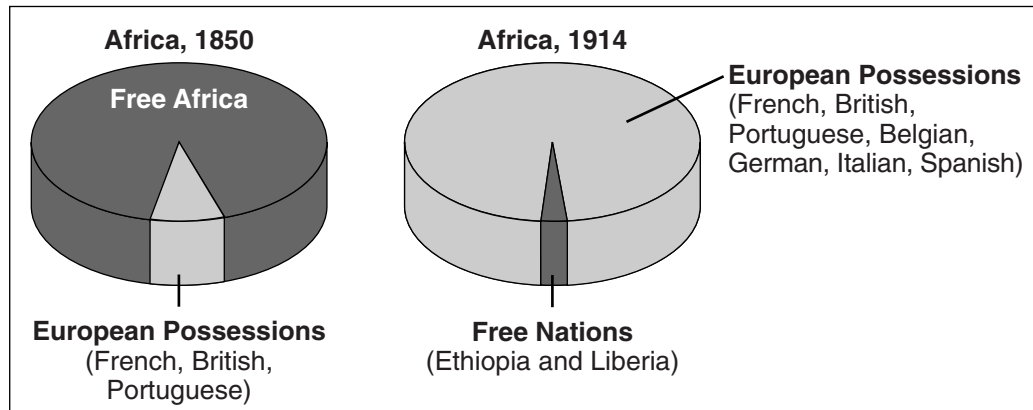 Africa, 1850
Free Africa
European Possessions
(French, British,
Portuguese)
Africa, 1914
European Possessions
(French, British,
Portuguese, Belgian,
German, Italian, Spanish)
Free Nations
(Ethiopia and Liberia)